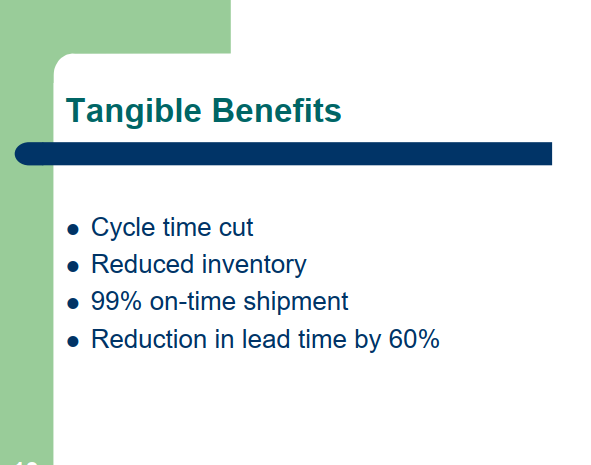 Tangible Benefits
Cycle time cut
Reduced inventory
99% on-time shipment
Reduction in lead time by 60%